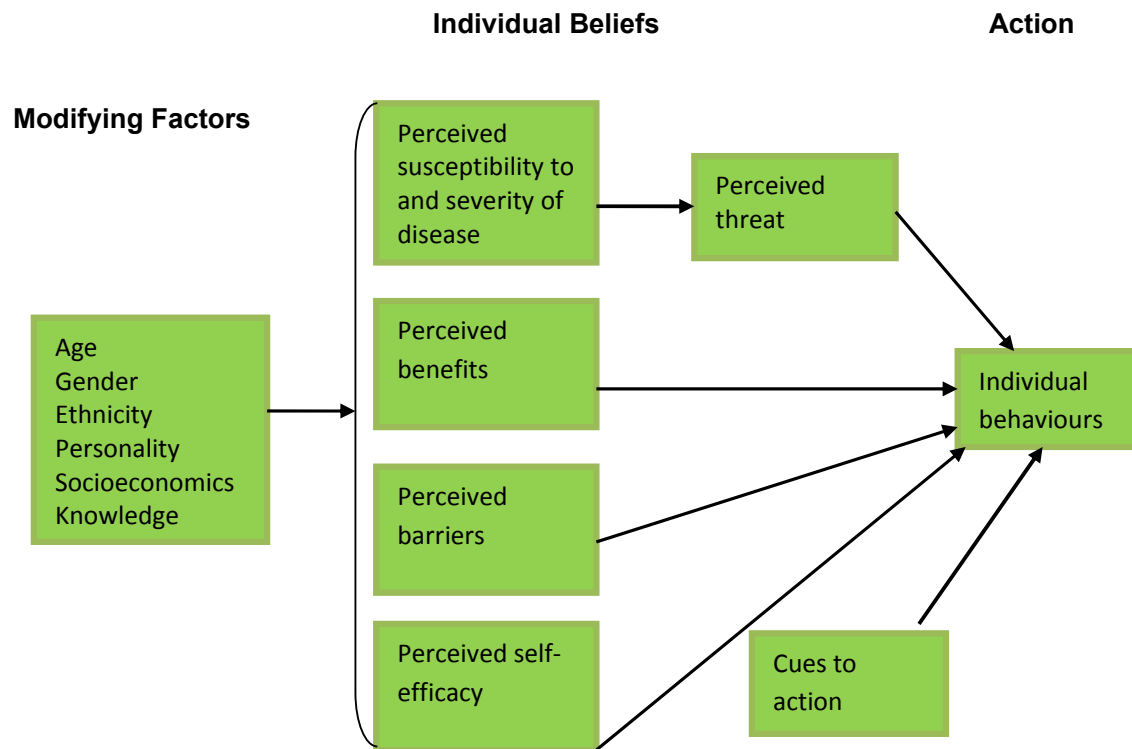 Individual Beliefs
Action
Modifying Factors
Perceived
susceptibility to
and severity of
disease
Perceived
threat
Age
Gender
Ethnicity
Personality
Socioeconomics
Knowledge
Perceived
benefits
Individual
behaviours
Perceived
barriers
Perceived self-
efficacy
Cues to
action